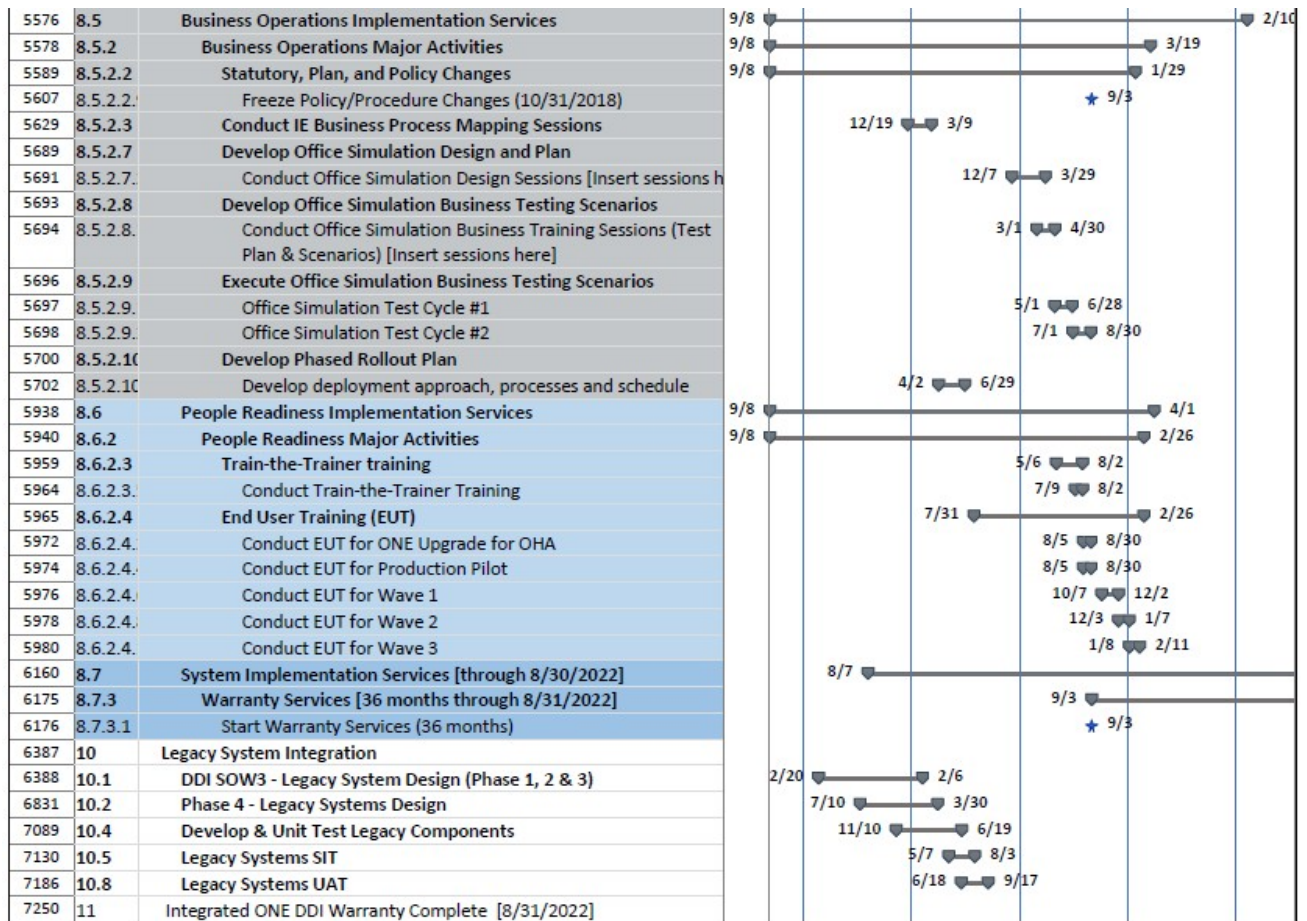 5576 8.5 Business Operations Implementation Services 9/8 2/10
5578 8.5.2 Business Operations Major Activities 9/8 3/19
5589 8.5.2.2 Statutory, Plan, and Policy Changes 9/8 1/29
5607 8.5.2.2. Freeze Policy/Procedure Changes (10/31/2018) 9/3
5629 8.5.2.3 Conduct IE Business Process Mapping Sessions 12/19 3/9
5689 8.5.2.7 Develop Office Simulation Design and Plan
5691 8.5.2.7. Conduct Office Simulation Design Sessions [Insert sessions h 12/7 3/29
5693 8.5.2.8 Develop Office Simulation Business Testing Scenarios
5694 8.5.2.8. Conduct Office Simulation Business Training Sessions (Test 3/1 4/30
Plan & Scenarios) [Insert sessions here]
5696 8.5.2.9 Execute Office Simulation Business Testing Scenarios
5697 8.5.2.9. Office Simulation Test Cycle #1 5/1 6/28
5698 8.5.2.9. Office Simulation Test Cycle #2 7/1 8/30
5700 8.5.2.10 Develop Phased Rollout Plan
5702 8.5.2.10 Develop deployment approach, processes and schedule 4/2 6/29
5938 8.6 People Readiness Implementation Services 9/8 4/1
5940 8.6.2 People Readiness Major Activities 9/8 2/26
5959 8.6.2.3 Train-the-Trainer training 5/6 8/2
5964 8.6.2.3. Conduct Train-the-Trainer Training 7/9 8/2
5965 8.6.2.4 End User Training (EUT) 7/31 2/26
5972 8.6.2.4. Conduct EUT for ONE Upgrade for OHA 8/5 8/30
5974 8.6.2.4. Conduct EUT for Production Pilot 8/5 8/30
5976 8.6.2.4. Conduct EUT for Wave 1 10/7 12/2
5978 8.6.2.4. Conduct EUT for Wave 2 12/3 1/7
5980 8.6.2.4. Conduct EUT for Wave 3 1/8 2/11
6160 8.7 System Implementation Services [through 8/30/2022] 8/7
6175 8.7.3 Warranty Services [36 months through 8/31/2022] 9/3
6176 8.7.3.1 Start Warranty Services (36 months) 9/3
6387 10 Legacy System Integration
6388 10.1 DDI SOW3 - Legacy System Design (Phase 1, 2 & 3) 2/20 2/6
6831 10.2 Phase 4 - Legacy Systems Design 7/10 3/30
7089 10.4 Develop & Unit Test Legacy Components 11/10 6/19
7130 10.5 Legacy Systems SIT 5/7 8/3
7186 10.8 Legacy Systems UAT 6/18 9/17
7250 11 Integrated ONE DDI Warranty Complete [8/31/2022]